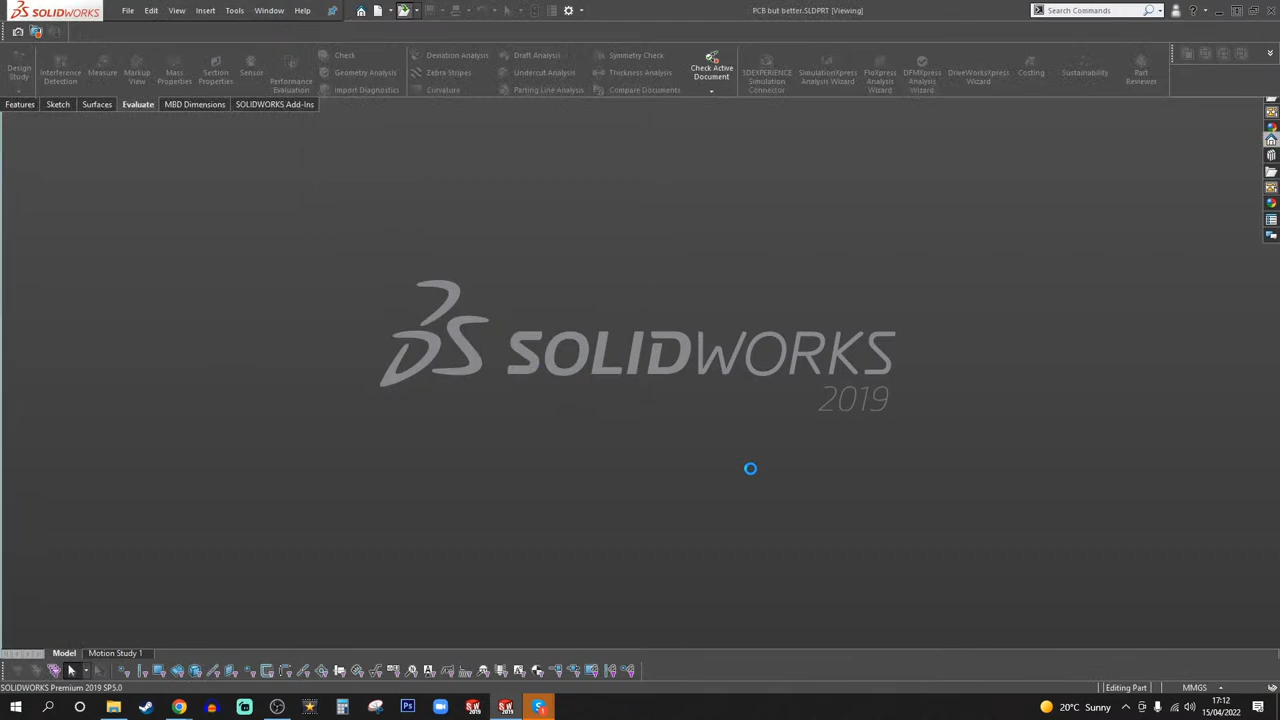 SOLIDWORKS
File Edit View Insert Tools Window Help
PCB but better.SLDPRT [Viewing]
Search Commands
Design Study
Interference Detection
Measure
Markup View
Mass Properties
Section Properties
Sensor
Performance Evaluation
Check
Geometry Analysis
Import Diagnostics
Deviation Analysis
Zebra Stripes
Curvature
Draft Analysis
Undercut Analysis
Parting Line Analysis
Symmetry Check
Thickness Analysis
Compare Documents
Check Active Document
3DEXPERIENCE Simulation Connector
SimulationXpress Analysis Wizard
FloXpress Analysis Wizard
DFMXpress Analysis Wizard
DriveWorksXpress Wizard
Costing
Sustainability
Part Reviewer
Features Sketch Surfaces Evaluate MBD Dimensions SOLIDWORKS Add-Ins
SOLIDWORKS
2019
Model Motion Study 1
SOLIDWORKS Premium 2019 SP5.0
Editing Part MMGS
20°C Sunny
17:12
15/04/2022